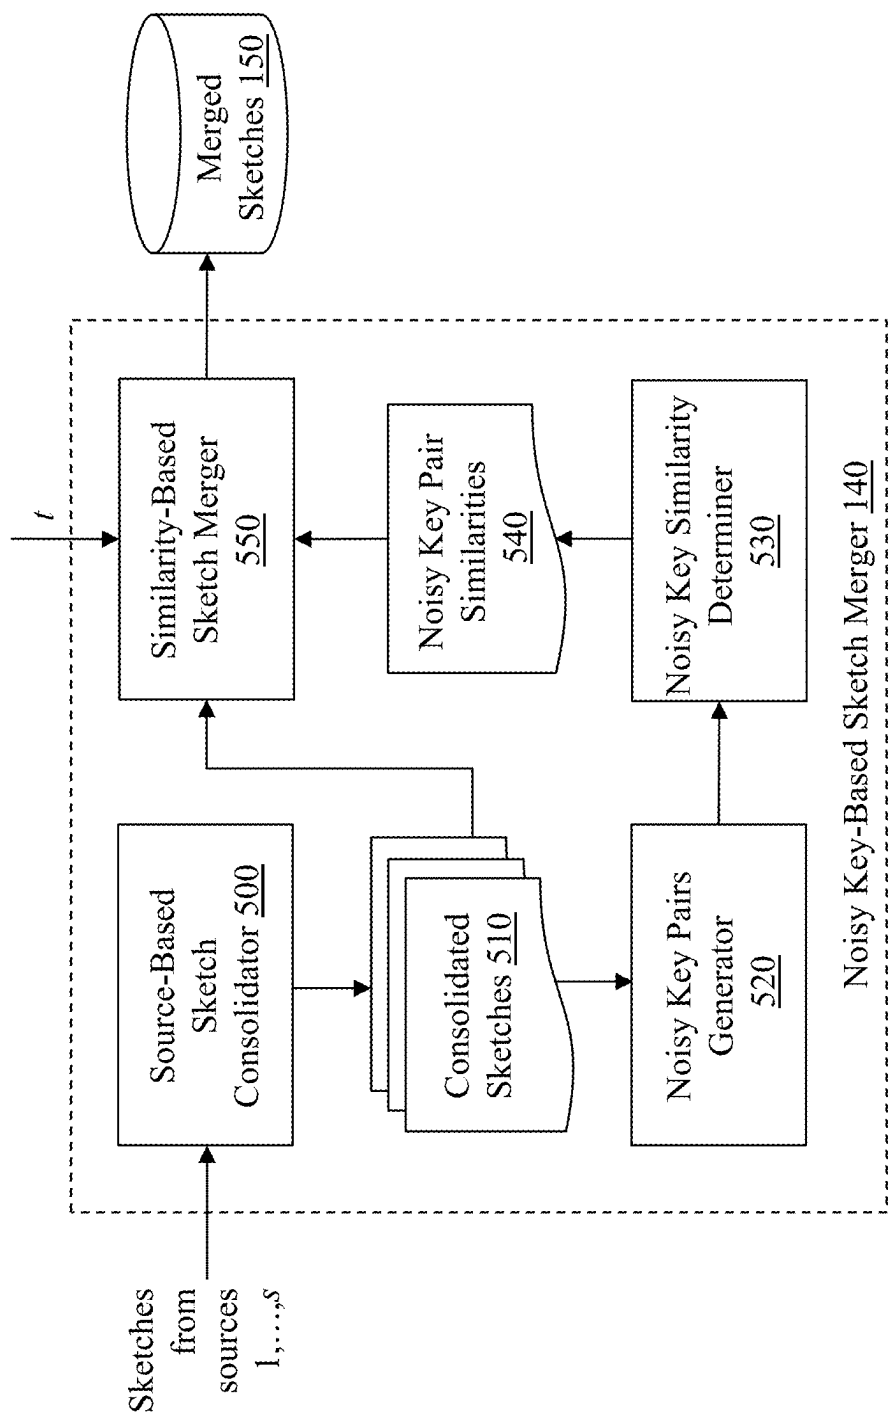 Sketches
from
sources
1,…,s
Source-Based
Sketch
Consolidator 500
Consolidated
Sketches 510
Noisy Key Pairs
Generator
520
t
Similarity-Based
Sketch Merger
550
Noisy Key Pair
Similarities
540
Noisy Key Similarity
Determiner
530
Noisy Key-Based Sketch Merger 140
Merged
Sketches 150